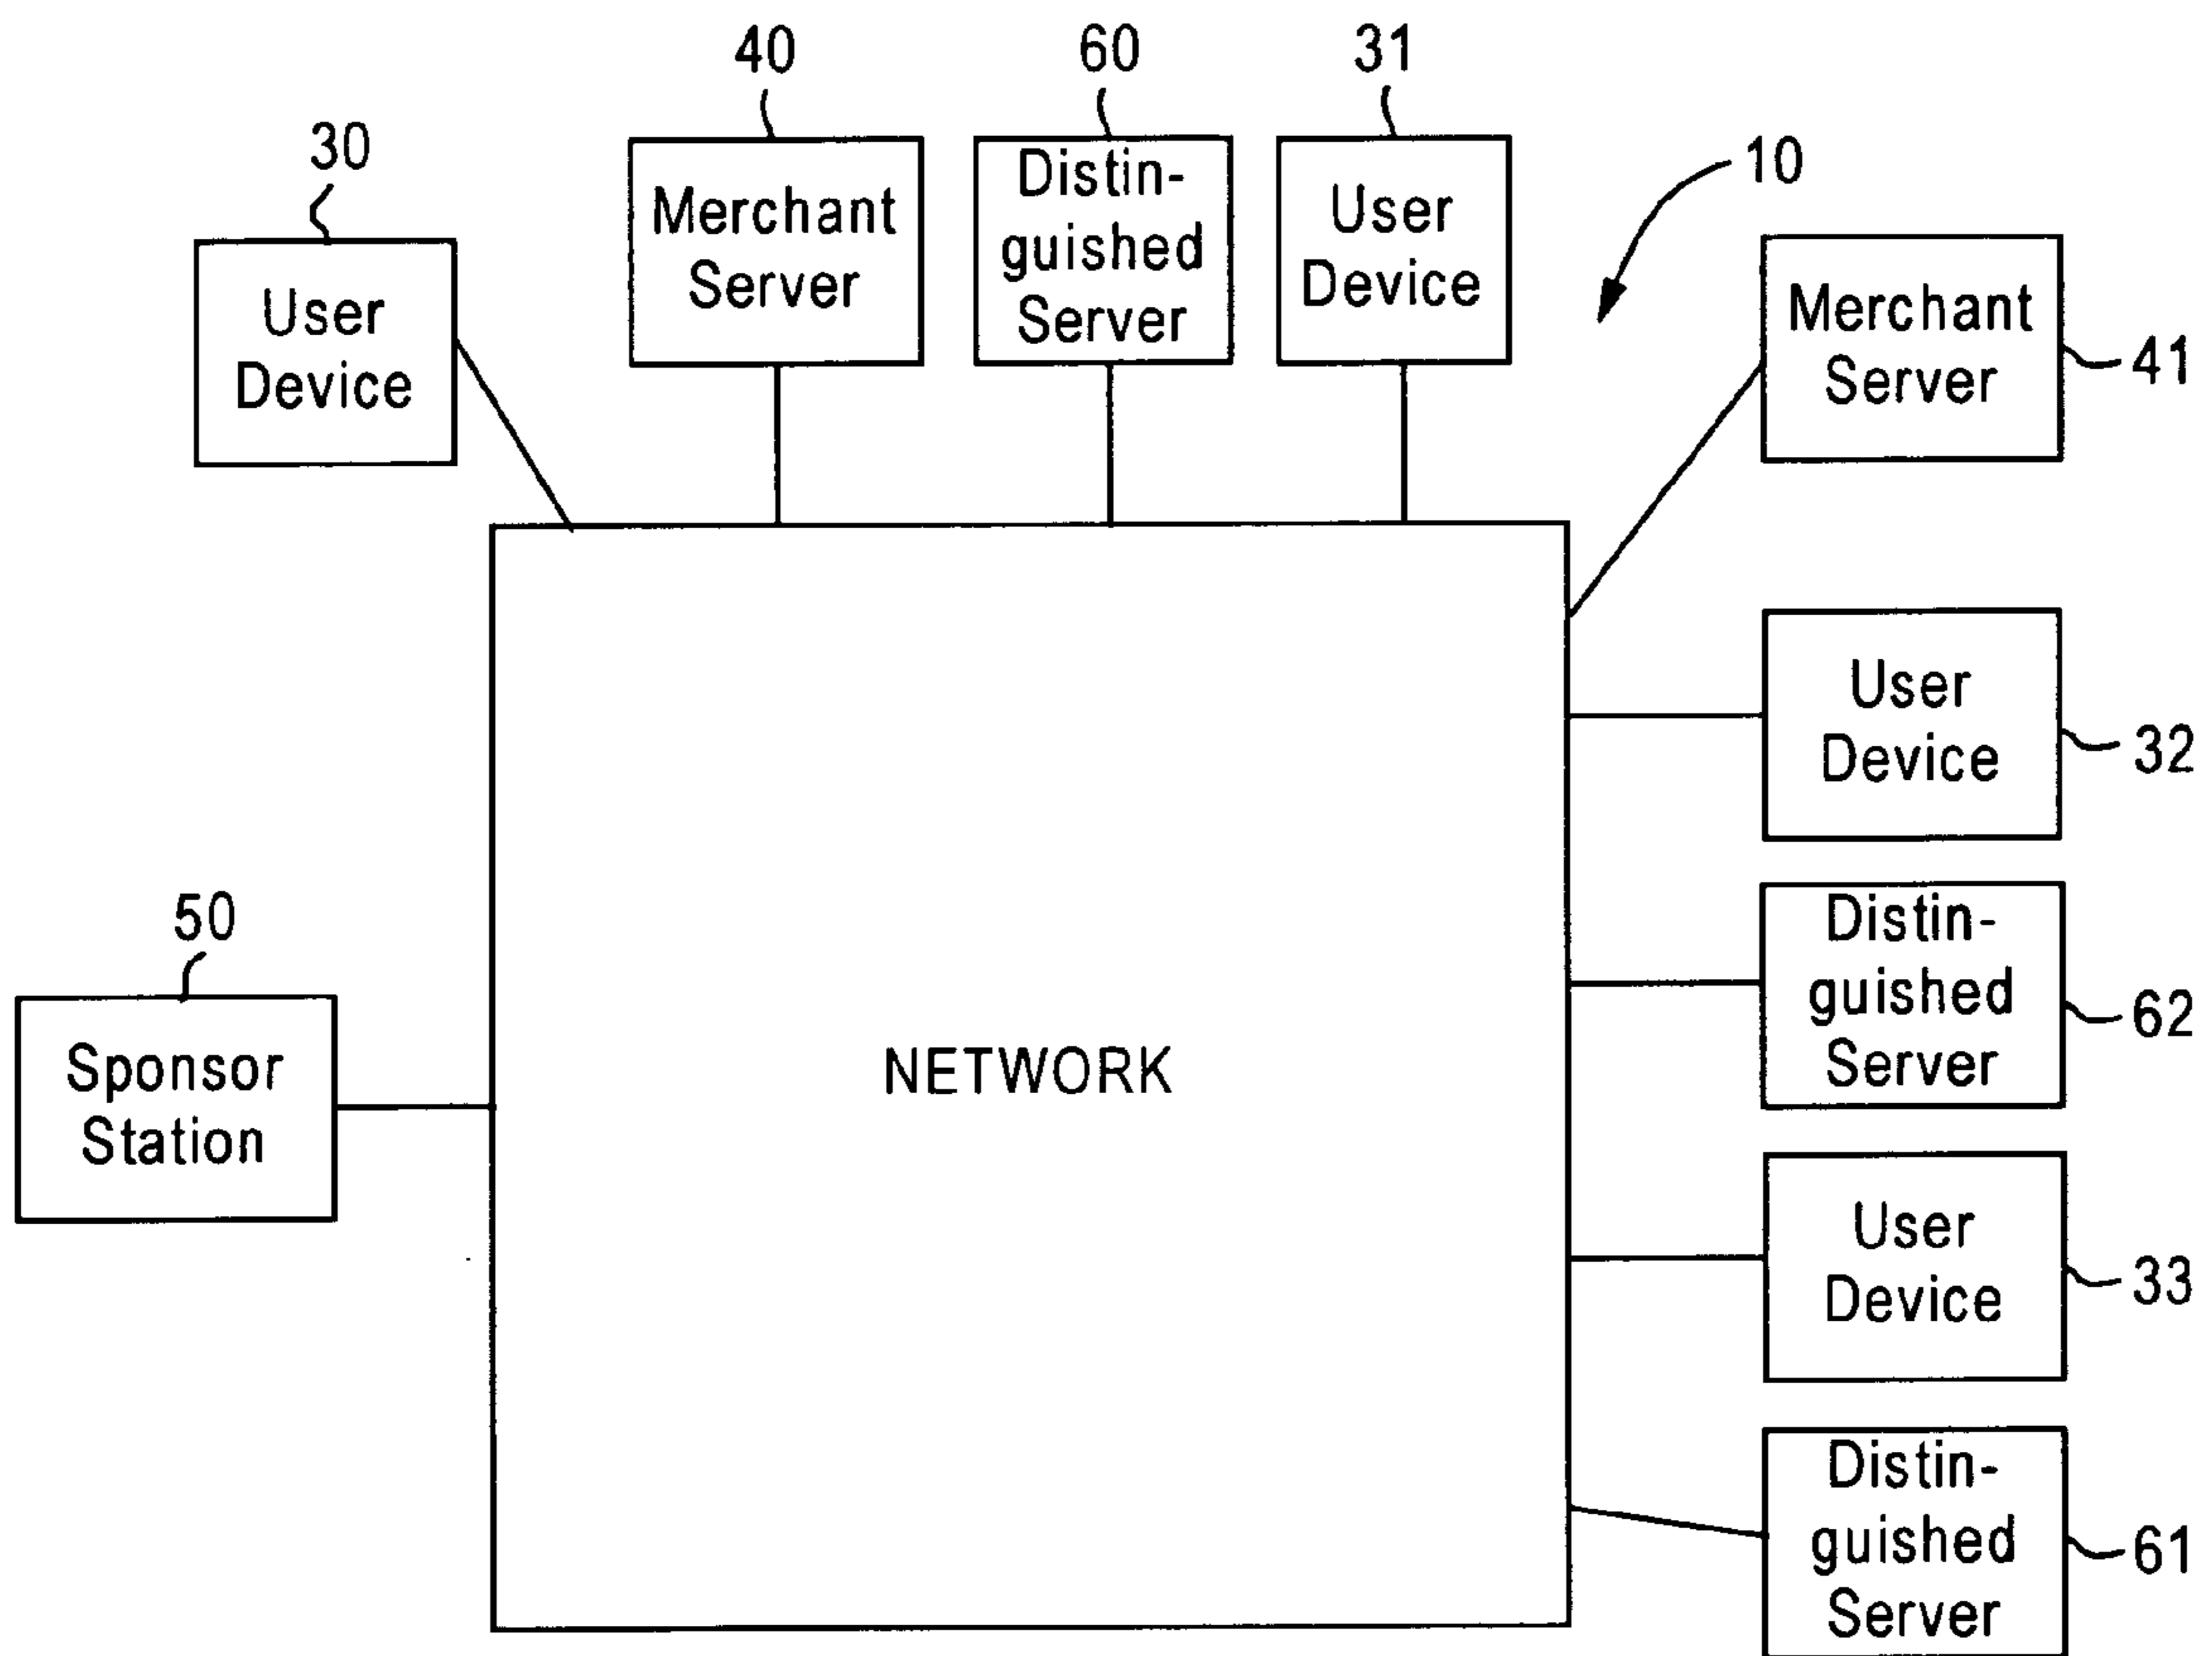 40
60
31
30
10
Merchant
Server
Distin-
guished
Server
User
Device
User
Device
Merchant
Server
41
User
Device
32
50
Distin-
guished
Server
62
Sponsor
Station
NETWORK
User
Device
33
Distin-
guished
Server
61